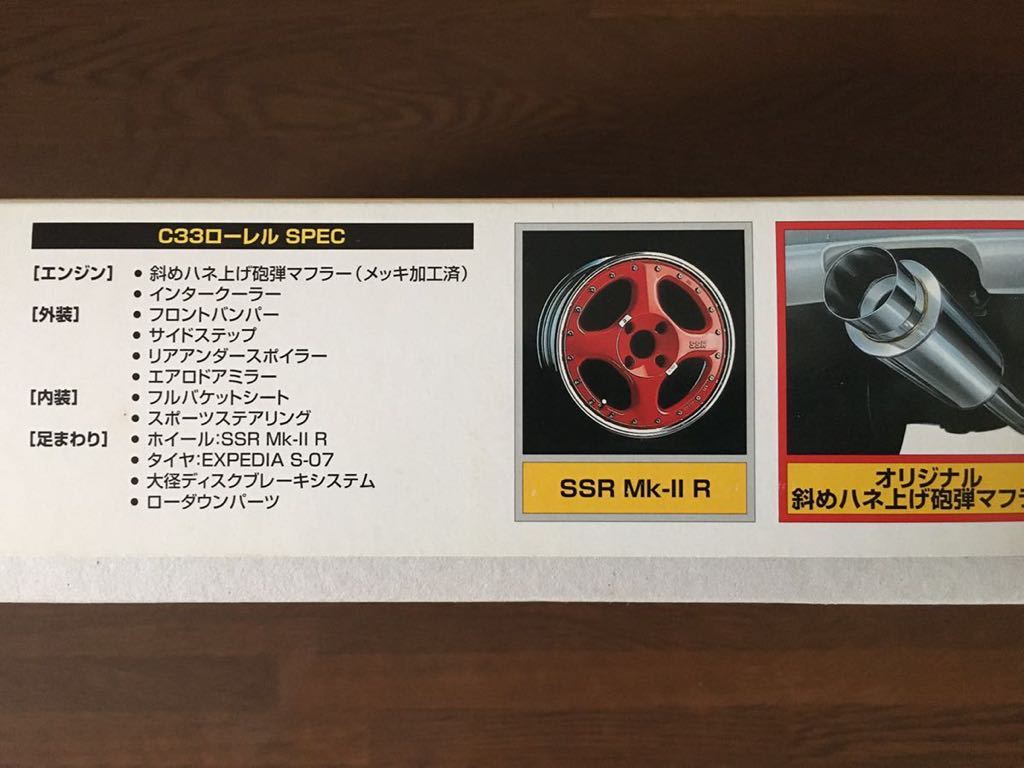 C33ローレル SPEC
[エンジン] ● 斜めハネ上げ砲弾マフラー(メッキ加工済)
● インタークーラー
[外装] ● フロントバンパー
● サイドステップ
● リアアンダースポイラー
● エアロドアミラー
[内装] ● フルバケットシート
● スポーツステアリング
[足まわり] ● ホイール:SSR Mk-II R
● タイヤ:EXPEDIA S-07
● 大径ディスクブレーキシステム
● ローダウンパーツ
SSR
SSR Mk-II R
オリジナル
斜めハネ上げ砲弾マフラ